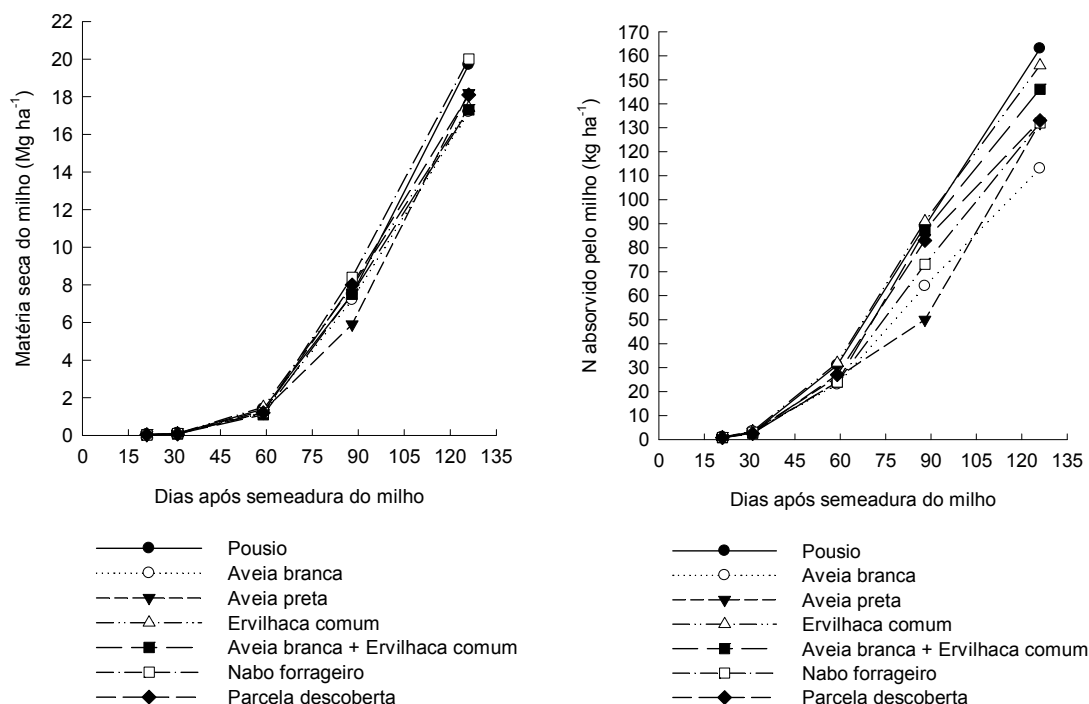 Matéria seca do milho (Mg ha⁻¹)
22
20
18
16
14
12
10
8
6
4
2
0
0 15 30 45 60 75 90 105 120 135
Dias após semeadura do milho
Pousio
Aveia branca
Aveia preta
Ervilhaca comum
Aveia branca + Ervilhaca comum
Nabo forrageiro
Parcela descoberta
N absorvido pelo milho (kg ha⁻¹)
170
160
150
140
130
120
110
100
90
80
70
60
50
40
30
20
10
0
0 15 30 45 60 75 90 105 120 135
Dias após semeadura do milho
Pousio
Aveia branca
Aveia preta
Ervilhaca comum
Aveia branca + Ervilhaca comum
Nabo forrageiro
Parcela descoberta